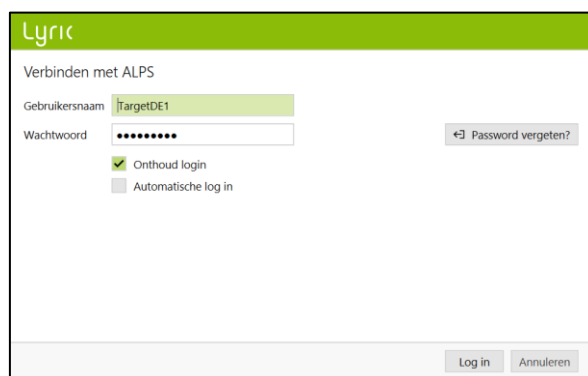 Lyric
Verbinden met ALPS
Gebruikersnaam TargetDE1
Wachtwoord ●●●●●●●●● Password vergeten?
Onthoud login
Automatische log in
Log in Annuleren